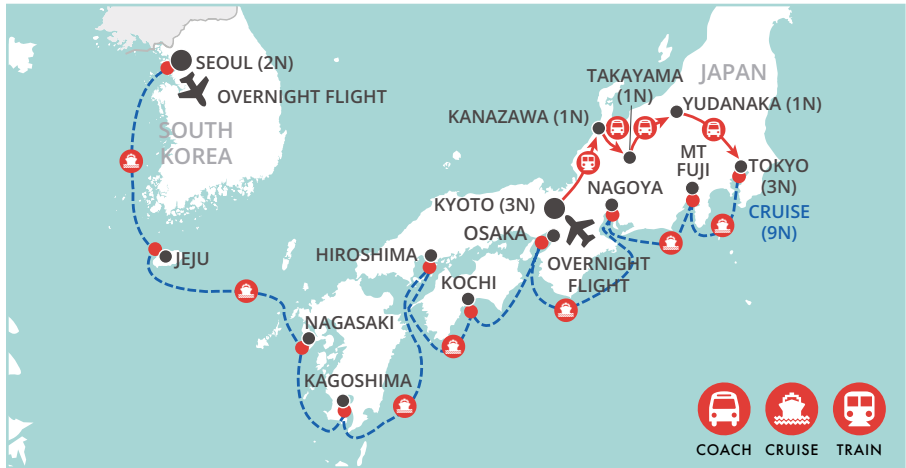 SEOUL (2N)
OVERNIGHT FLIGHT
SOUTH
KOREA
JEJU
NAGASAKI
KAGOSHIMA
HIROSHIMA
KOCHI
OSAKA
KYOTO (3N)
OVERNIGHT
FLIGHT
KANAZAWA (1N)
TAKAYAMA
(1N)
JAPAN
YUDANAKA (1N)
MT
FUJI
NAGOYA
TOKYO
(3N)
CRUISE
(9N)
COACH
CRUISE
TRAIN